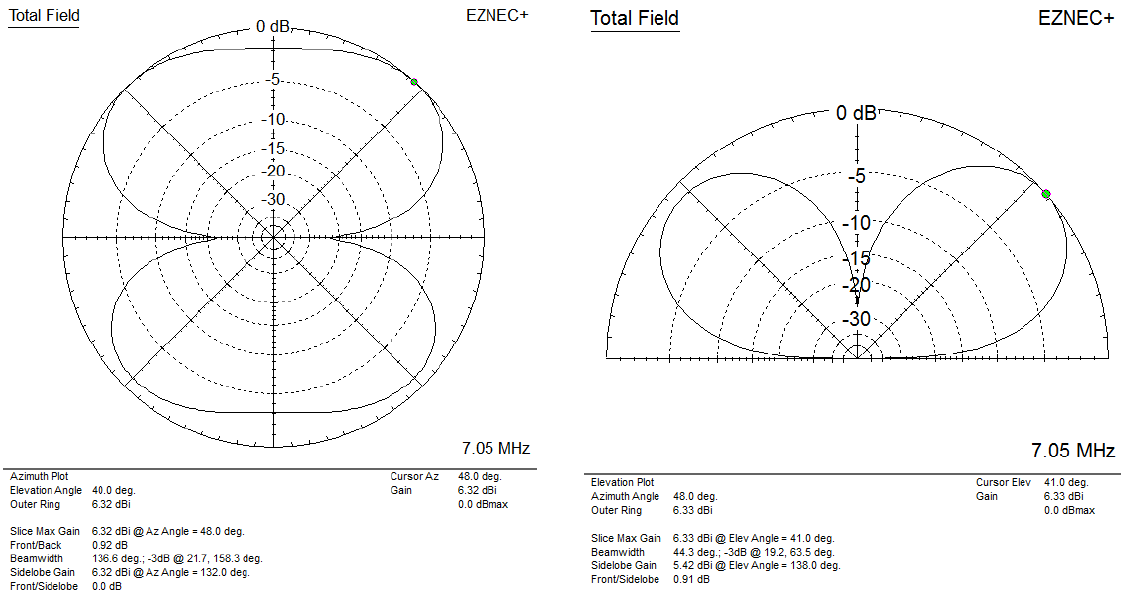 Total Field
EZNEC+
0 dB
-5
-10
-15
-20
-30
7.05 MHz
Azimuth Plot
Elevation Angle 40.0 deg.
Outer Ring 6.32 dBi
Cursor Az 48.0 deg.
Gain 6.32 dBi
0.0 dBmax
Slice Max Gain 6.32 dBi @ Az Angle = 48.0 deg.
Front/Back 0.92 dB
Beamwidth 136.6 deg.; -3dB @ 21.7, 158.3 deg.
Sidelobe Gain 6.32 dBi @ Az Angle = 132.0 deg.
Front/Sidelobe 0.0 dB
Total Field
EZNEC+
0 dB
-5
-10
-15
-20
-30
7.05 MHz
Elevation Plot
Azimuth Angle 48.0 deg.
Outer Ring 6.33 dBi
Cursor Elev 41.0 deg.
Gain 6.33 dBi
0.0 dBmax
Slice Max Gain 6.33 dBi @ Elev Angle = 41.0 deg.
Beamwidth 44.3 deg.; -3dB @ 19.2, 63.5 deg.
Sidelobe Gain 5.42 dBi @ Elev Angle = 138.0 deg.
Front/Sidelobe 0.91 dB